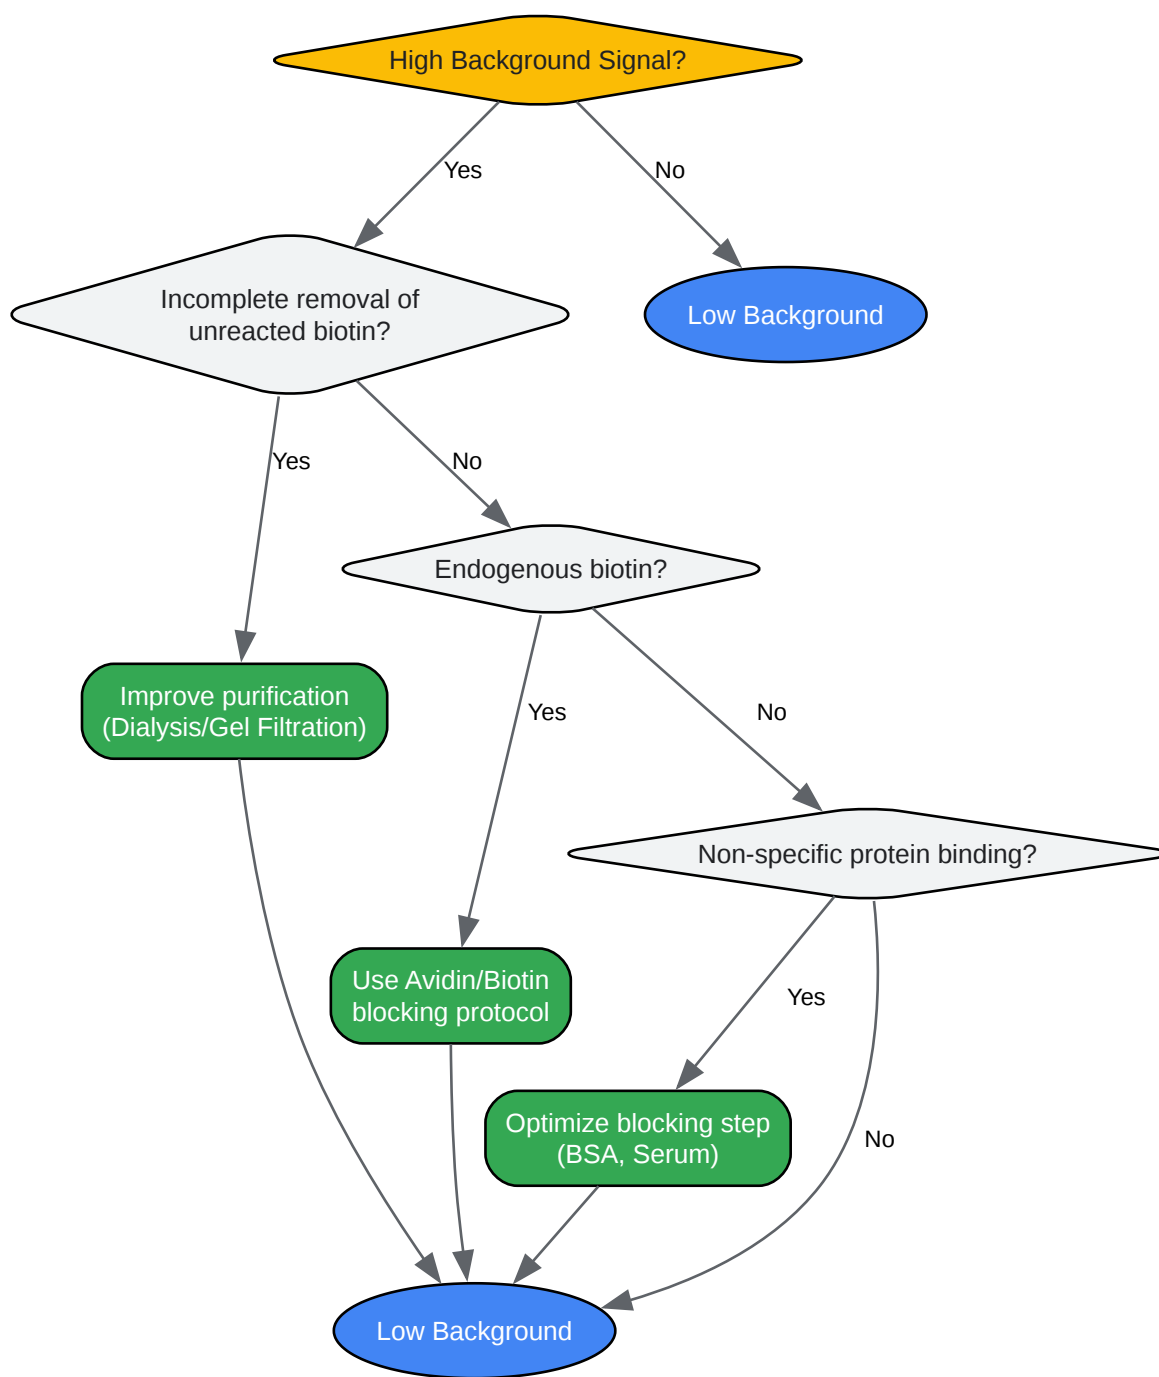 High Background Signal?
Yes
No
Incomplete removal of
unreacted biotin?
Low Background
Yes
No
Endogenous biotin?
Improve purification
(Dialysis/Gel Filtration)
Yes
No
Non-specific protein binding?
Use Avidin/Biotin
blocking protocol
Yes
Optimize blocking step
(BSA, Serum)
No
Low Background